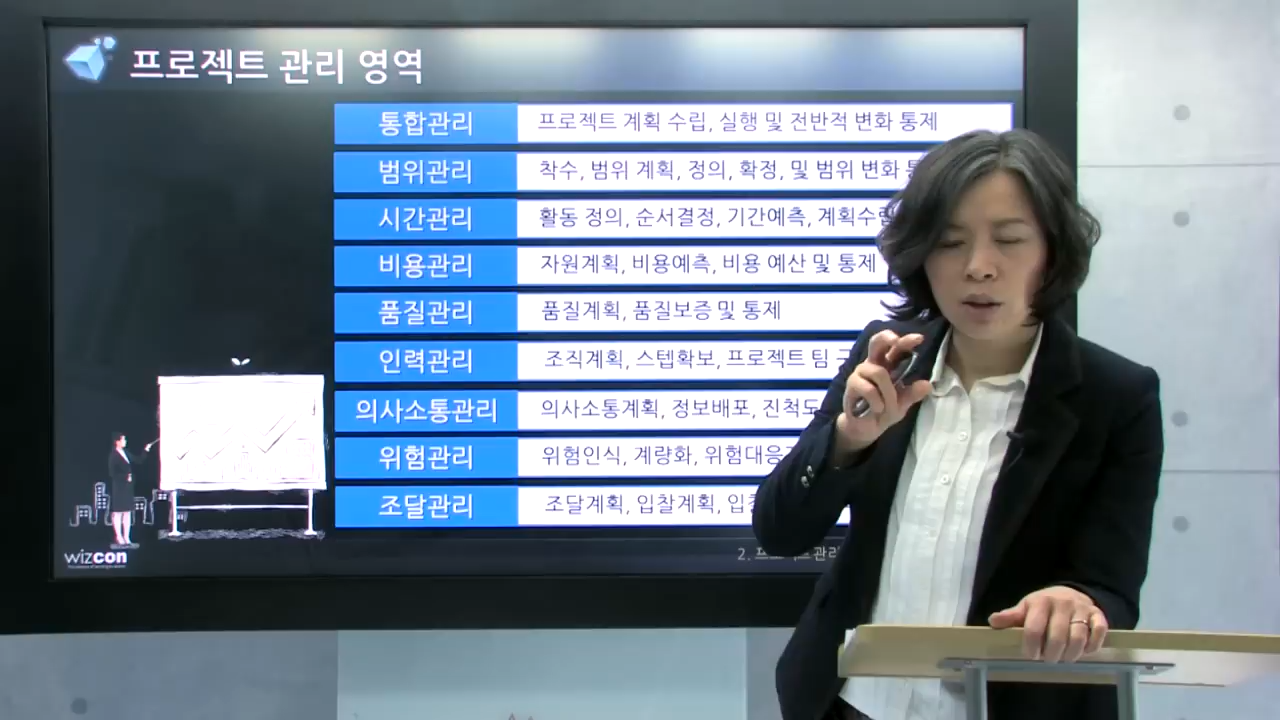 프로젝트 관리 영역
통합관리 프로젝트 계획 수립, 실행 및 전반적 변화 통제
범위관리 착수, 범위 계획, 정의, 확정, 및 범위 변화
시간관리 활동 정의, 순서결정, 기간예측, 계획수립
비용관리 자원계획, 비용예측, 비용 예산 및 통제
품질관리 품질계획, 품질보증 및 통제
인력관리 조직계획, 스텝확보, 프로젝트 팀
의사소통관리 의사소통계획, 정보배포, 진척도
위험관리 위험인식, 계량화, 위험대응
조달관리 조달계획, 입찰계획,
wizcon
2. 프로젝트 관리